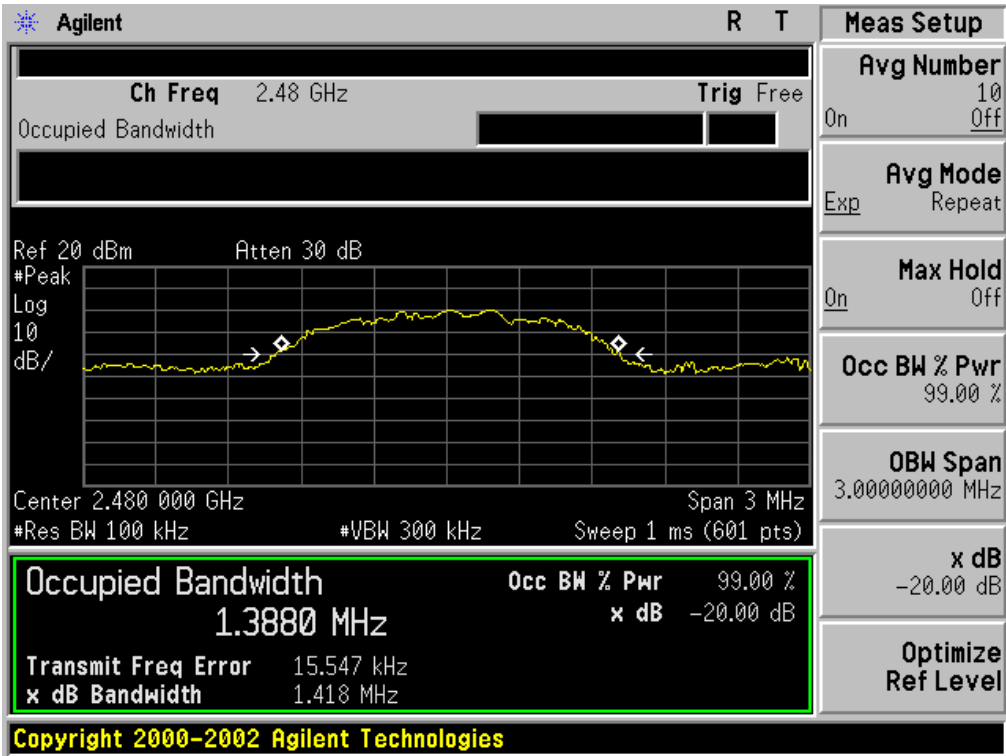 Agilent R T Meas Setup
Ch Freq 2.48 GHz Trig Free
Occupied Bandwidth
Ref 20 dBm Atten 30 dB
#Peak
Log
10
dB/
Center 2.480 000 GHz Span 3 MHz
#Res BW 100 kHz #VBW 300 kHz Sweep 1 ms (601 pts)
Occupied Bandwidth Occ BW % Pwr 99.00 %
1.3880 MHz x dB -20.00 dB
Transmit Freq Error 15.547 kHz
x dB Bandwidth 1.418 MHz
Avg Number
10
On Off
Avg Mode
Exp Repeat
Max Hold
On Off
Occ BW % Pwr
99.00 %
OBW Span
3.00000000 MHz
x dB
-20.00 dB
Optimize
Ref Level
Copyright 2000-2002 Agilent Technologies